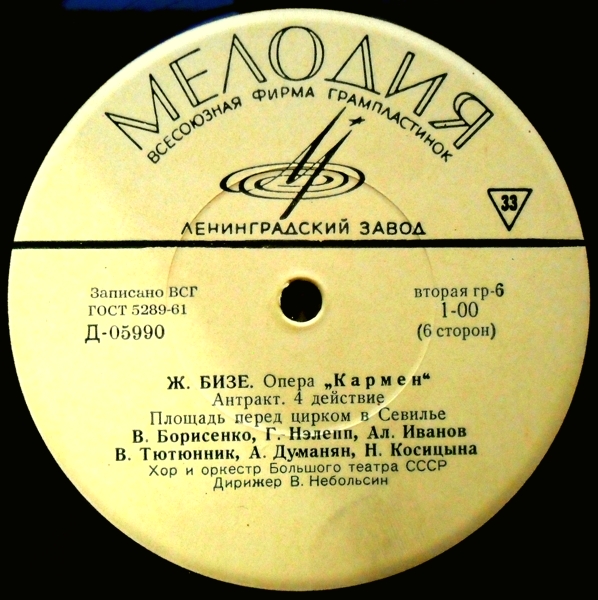 МЕЛОДИЯ
ВСЕСОЮЗНАЯ ФИРМА ГРАМПЛАСТИНОК
33
ЛЕНИНГРАДСКИЙ ЗАВОД
Записано ВСГ
ГОСТ 5289-61
Д-05990
вторая гр-6
1-00
(6 сторон)
Ж. БИЗЕ. Опера „Кармен“
Антракт. 4 действие
Площадь перед цирком в Севилье
В. Борисенко, Г. Нэлепп, Ал. Иванов
В. Тютюнник, А. Думанян, Н. Косицына
Хор и оркестр Большого театра СССР
Дирижер В. Небольсин